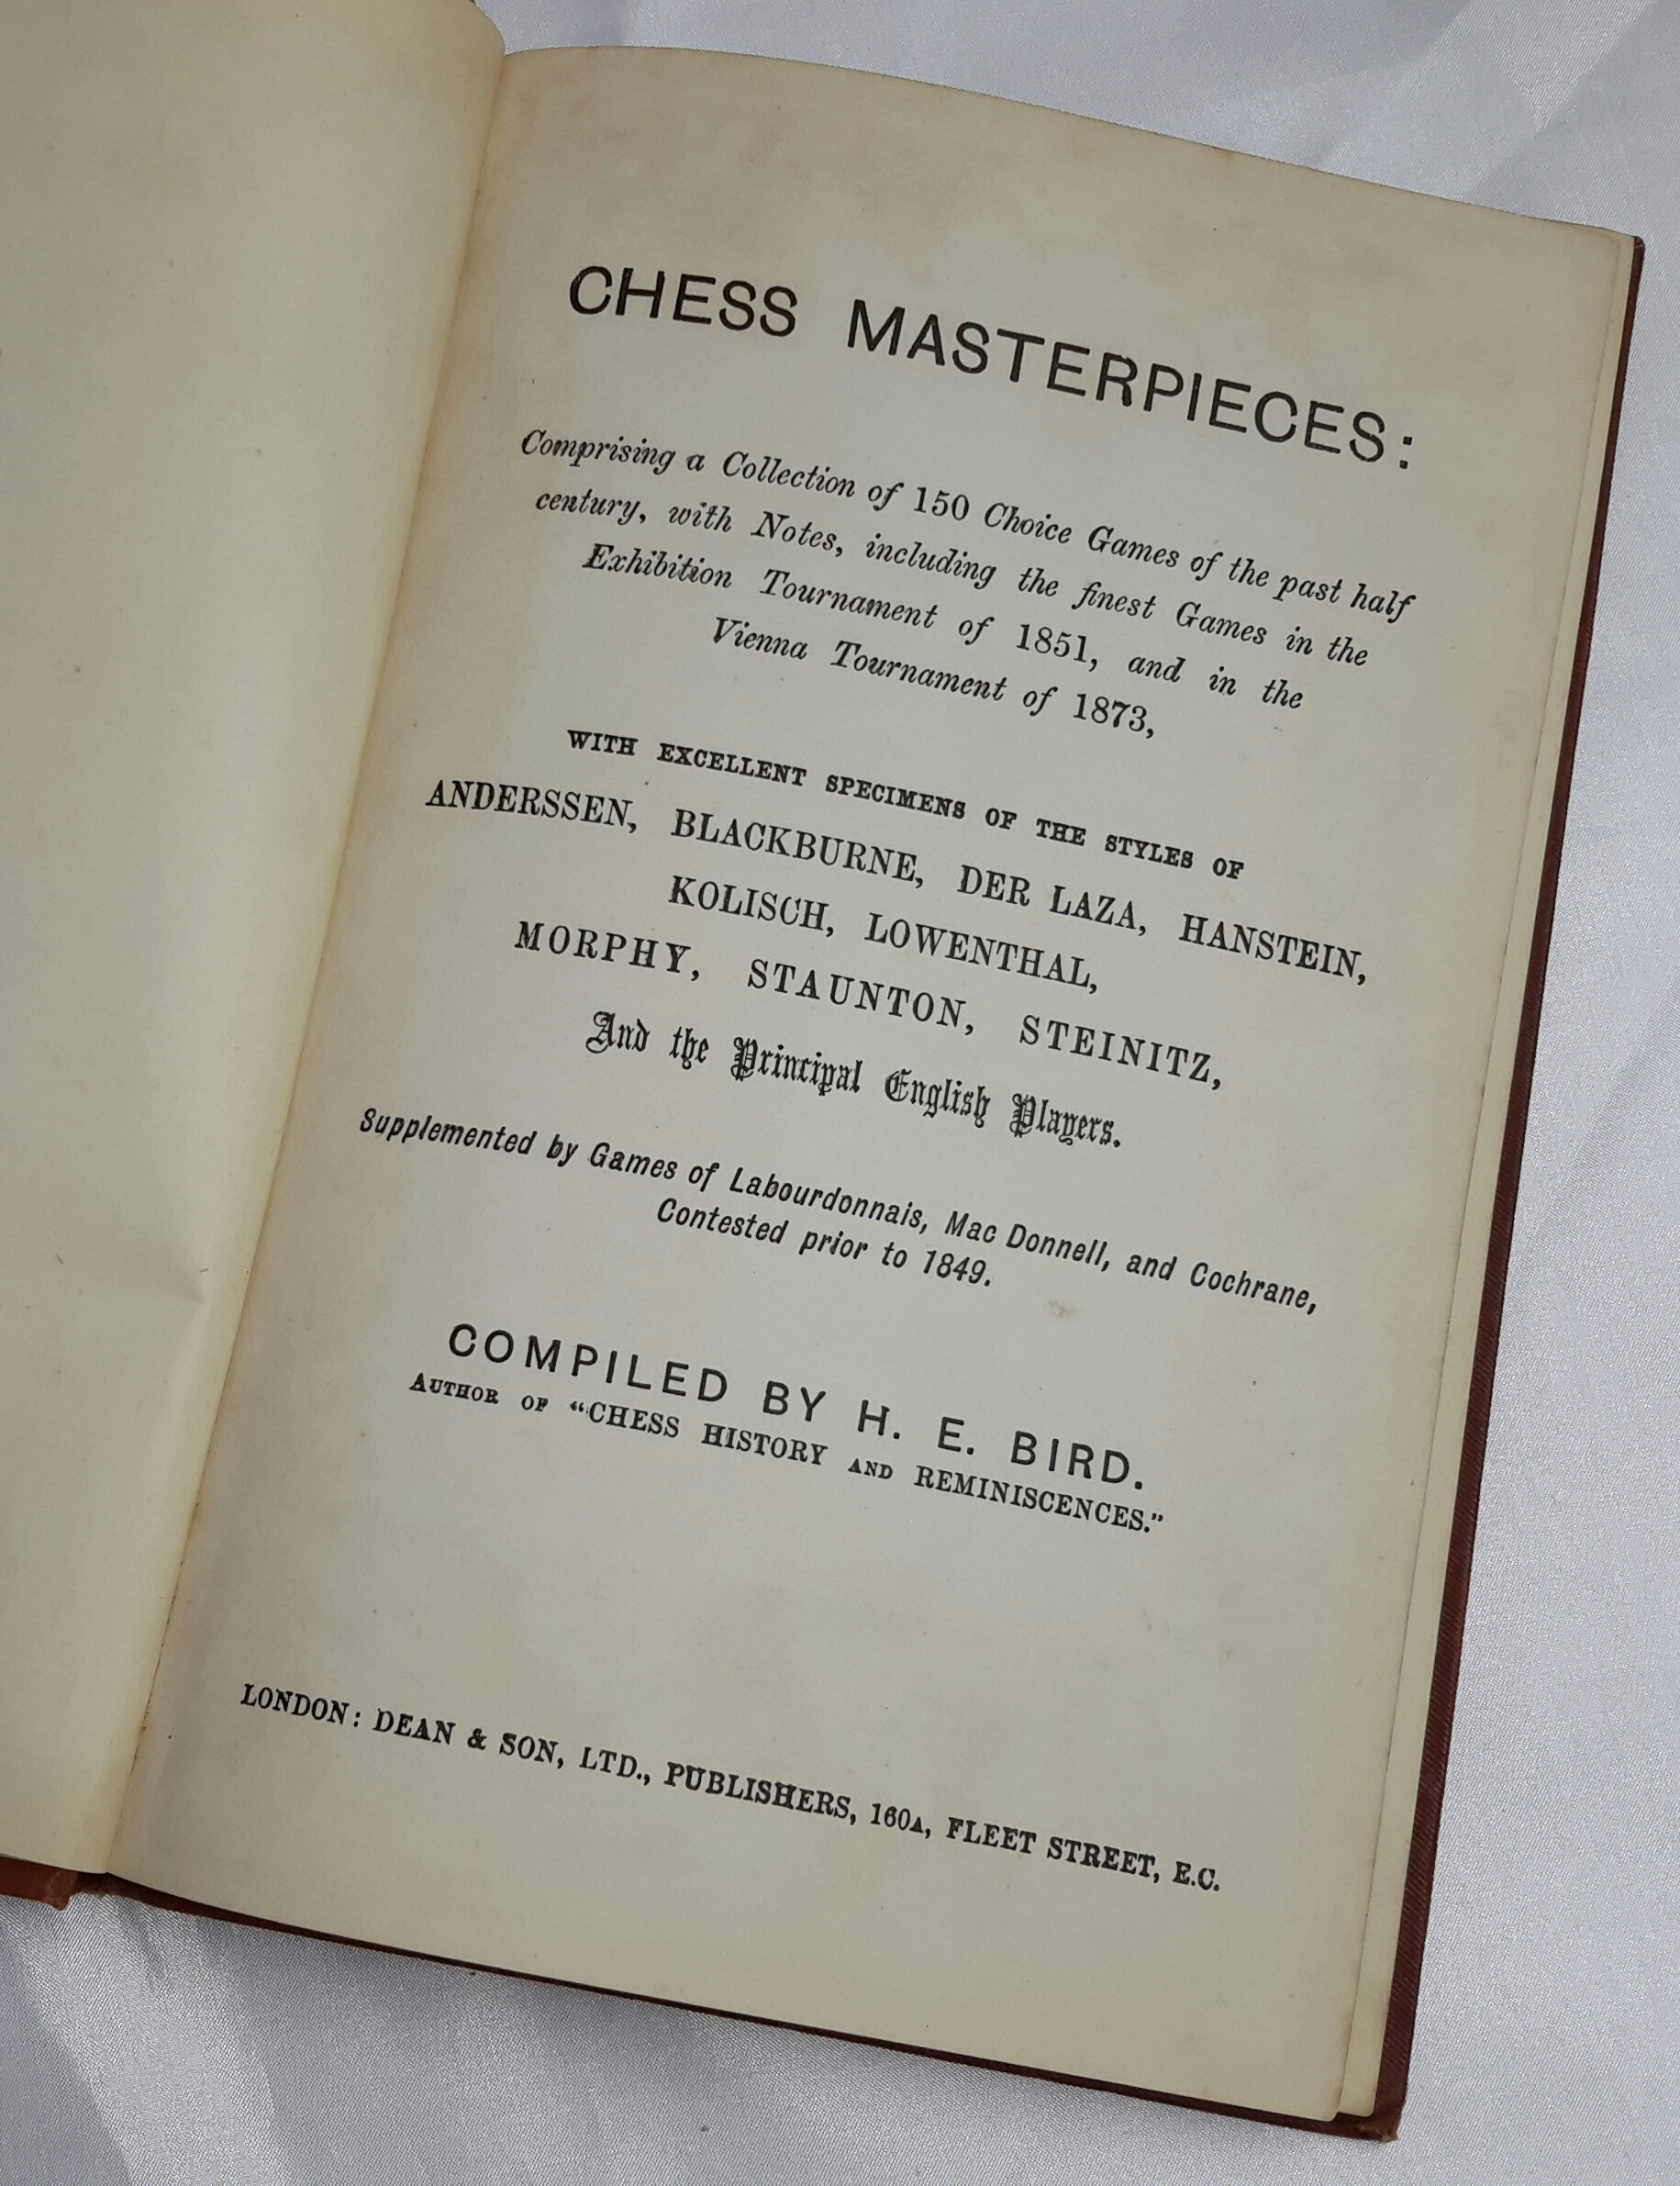 CHESS MASTERPIECES:
Comprising a Collection of 150 Choice Games of the past half
century, with Notes, including the finest Games in the
Exhibition Tournament of 1851, and in the
Vienna Tournament of 1873,
WITH EXCELLENT SPECIMENS OF THE STYLES OF
ANDERSSEN, BLACKBURNE, DER LAZA, HANSTEIN,
KOLISCH, LOWENTHAL,
MORPHY, STAUNTON, STEINITZ,
And the Principal English Players.
Supplemented by Games of Labourdonnais, Mac Donnell, and Cochrane,
Contested prior to 1849.
COMPILED BY H. E. BIRD.
AUTHOR OF "CHESS HISTORY AND REMINISCENCES."
LONDON: DEAN & SON, LTD., PUBLISHERS, 160A, FLEET STREET, E.C.